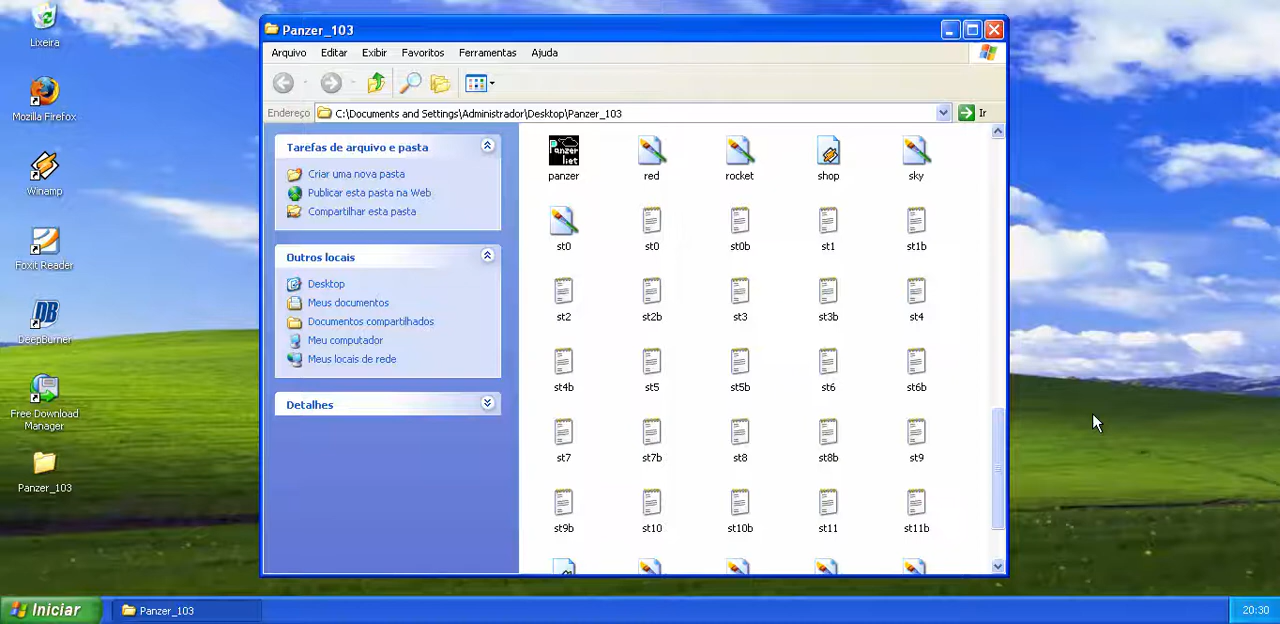 Lixeira
Mozilla Firefox
Winamp
Foxit Reader
DB
DeepBurner
Free Download
Manager
Panzer_103
Panzer_103
Arquivo Editar Exibir Favoritos Ferramentas Ajuda
Endereço C:\Documents and Settings\Administrador\Desktop\Panzer_103 Ir
Tarefas de arquivo e pasta
Criar uma nova pasta
Publicar esta pasta na Web
Compartilhar esta pasta
Outros locais
Desktop
Meus documentos
Documentos compartilhados
Meu computador
Meus locais de rede
Detalhes
Panzer
liet
panzer red rocket shop sky
st0 st0 st0b st1 st1b
st2 st2b st3 st3b st4
st4b st5 st5b st6 st6b
st7 st7b st8 st8b st9
st9b st10 st10b st11 st11b
Iniciar Panzer_103 20:30